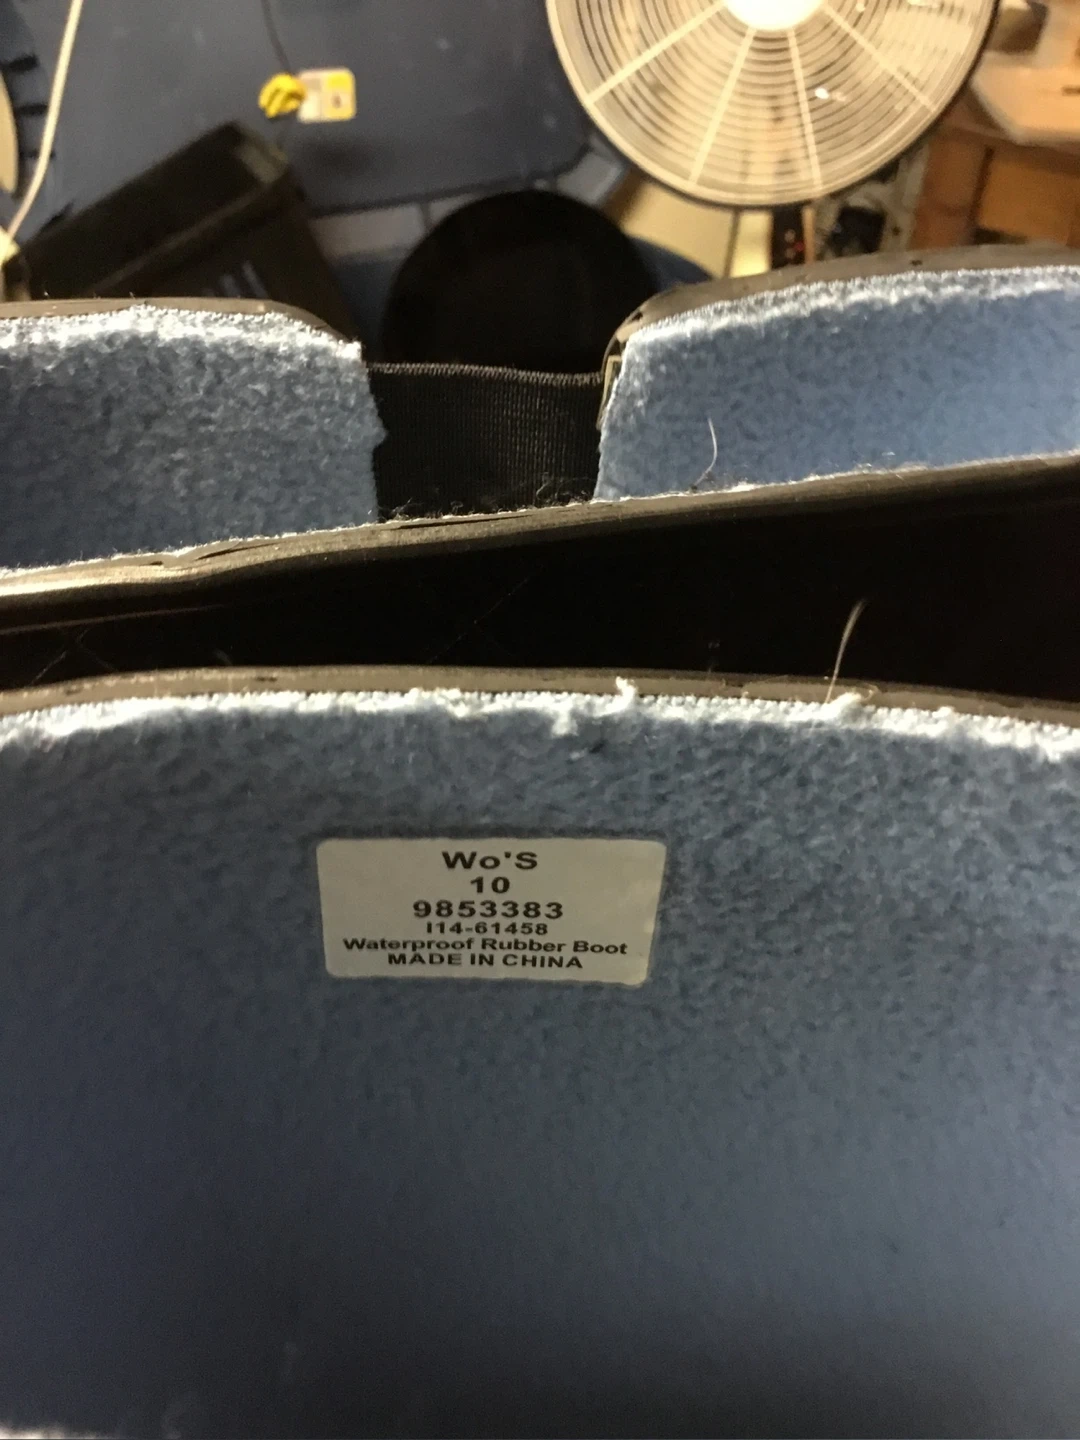 Wo'S
10
9853383
I14-61458
Waterproof Rubber Boot
MADE IN CHINA